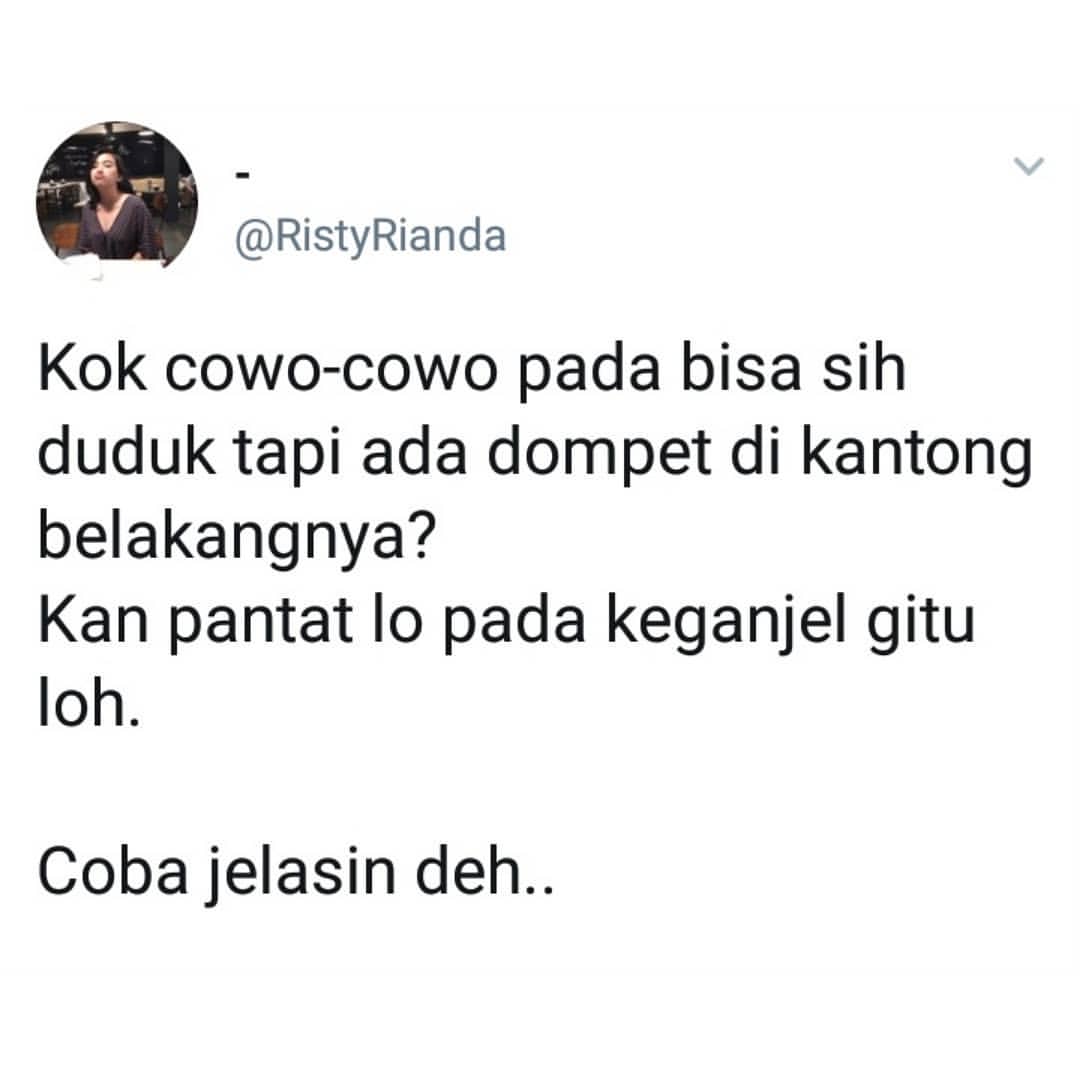 -
@RistyRianda
Kok cowo-cowo pada bisa sih
duduk tapi ada dompet di kantong
belakangnya?
Kan pantat lo pada keganjel gitu
loh.
Coba jelasin deh..